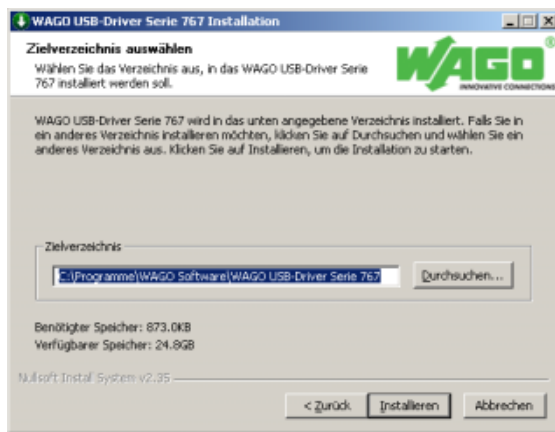 WAGO USB-Driver Serie 767 Installation
Zielverzeichnis auswählen
Wählen Sie das Verzeichnis aus, in das WAGO USB-Driver Serie
767 installiert werden soll.
WAGO®
INNOVATIVE CONNECTIONS
WAGO USB-Driver Serie 767 wird in das unten angegebene Verzeichnis installiert. Falls Sie in
ein anderes Verzeichnis installieren möchten, klicken Sie auf Durchsuchen und wählen Sie ein
anderes Verzeichnis aus. Klicken Sie auf Installieren, um die Installation zu starten.
Zielverzeichnis
C:\Programme\WAGO Software\WAGO USB-Driver Serie 767
Durchsuchen...
Benötigter Speicher: 873.0KB
Verfügbarer Speicher: 24.8GB
Nullsoft Install System v2.35
< Zurück
Installieren
Abbrechen